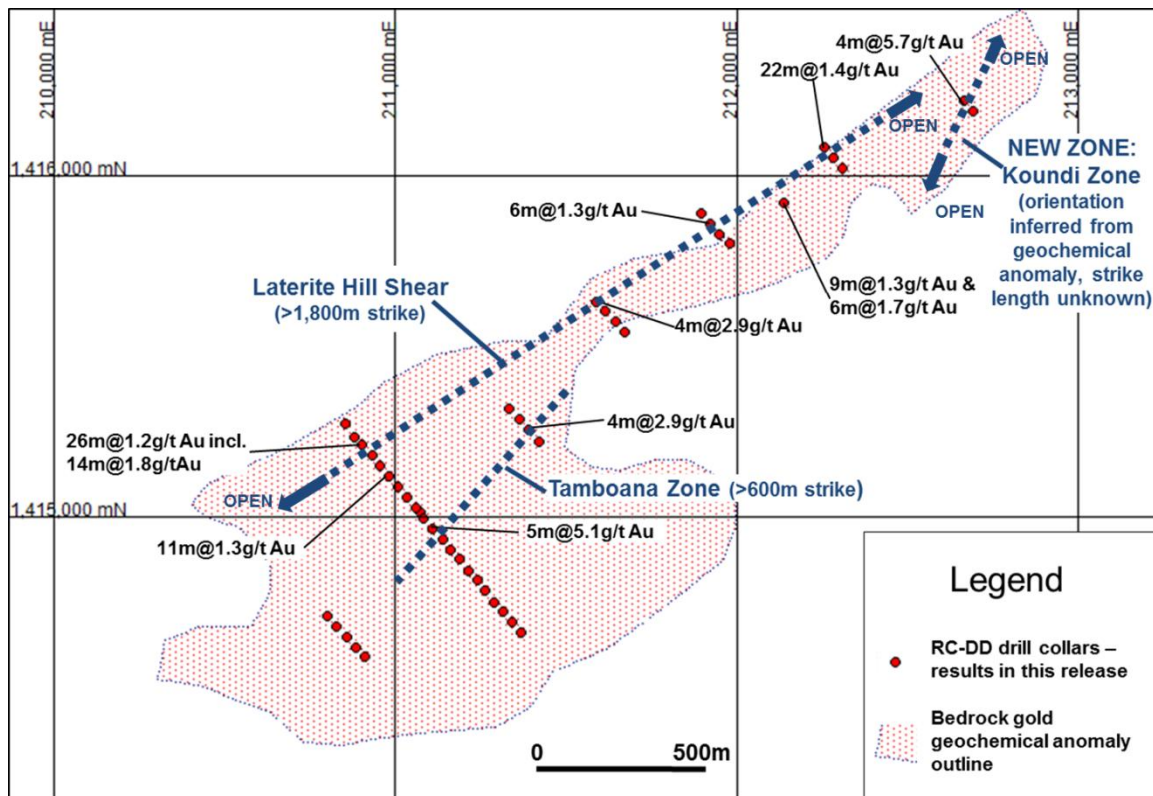 210,000 mE
211,000 mE
212,000 mE
213,000 mE
4m@5.7g/t Au
22m@1.4g/t Au
OPEN
OPEN
1,416,000 mN
NEW ZONE:
Koundi Zone
(orientation
inferred from
geochemical
anomaly, strike
length unknown)
OPEN
6m@1.3g/t Au
Laterite Hill Shear
(>1,800m strike)
9m@1.3g/t Au &
6m@1.7g/t Au
4m@2.9g/t Au
26m@1.2g/t Au incl.
14m@1.8g/tAu
4m@2.9g/t Au
Tamboana Zone (>600m strike)
OPEN
1,415,000 mN
11m@1.3g/t Au
5m@5.1g/t Au
Legend
RC-DD drill collars –
results in this release
Bedrock gold
geochemical anomaly
outline
0 500m